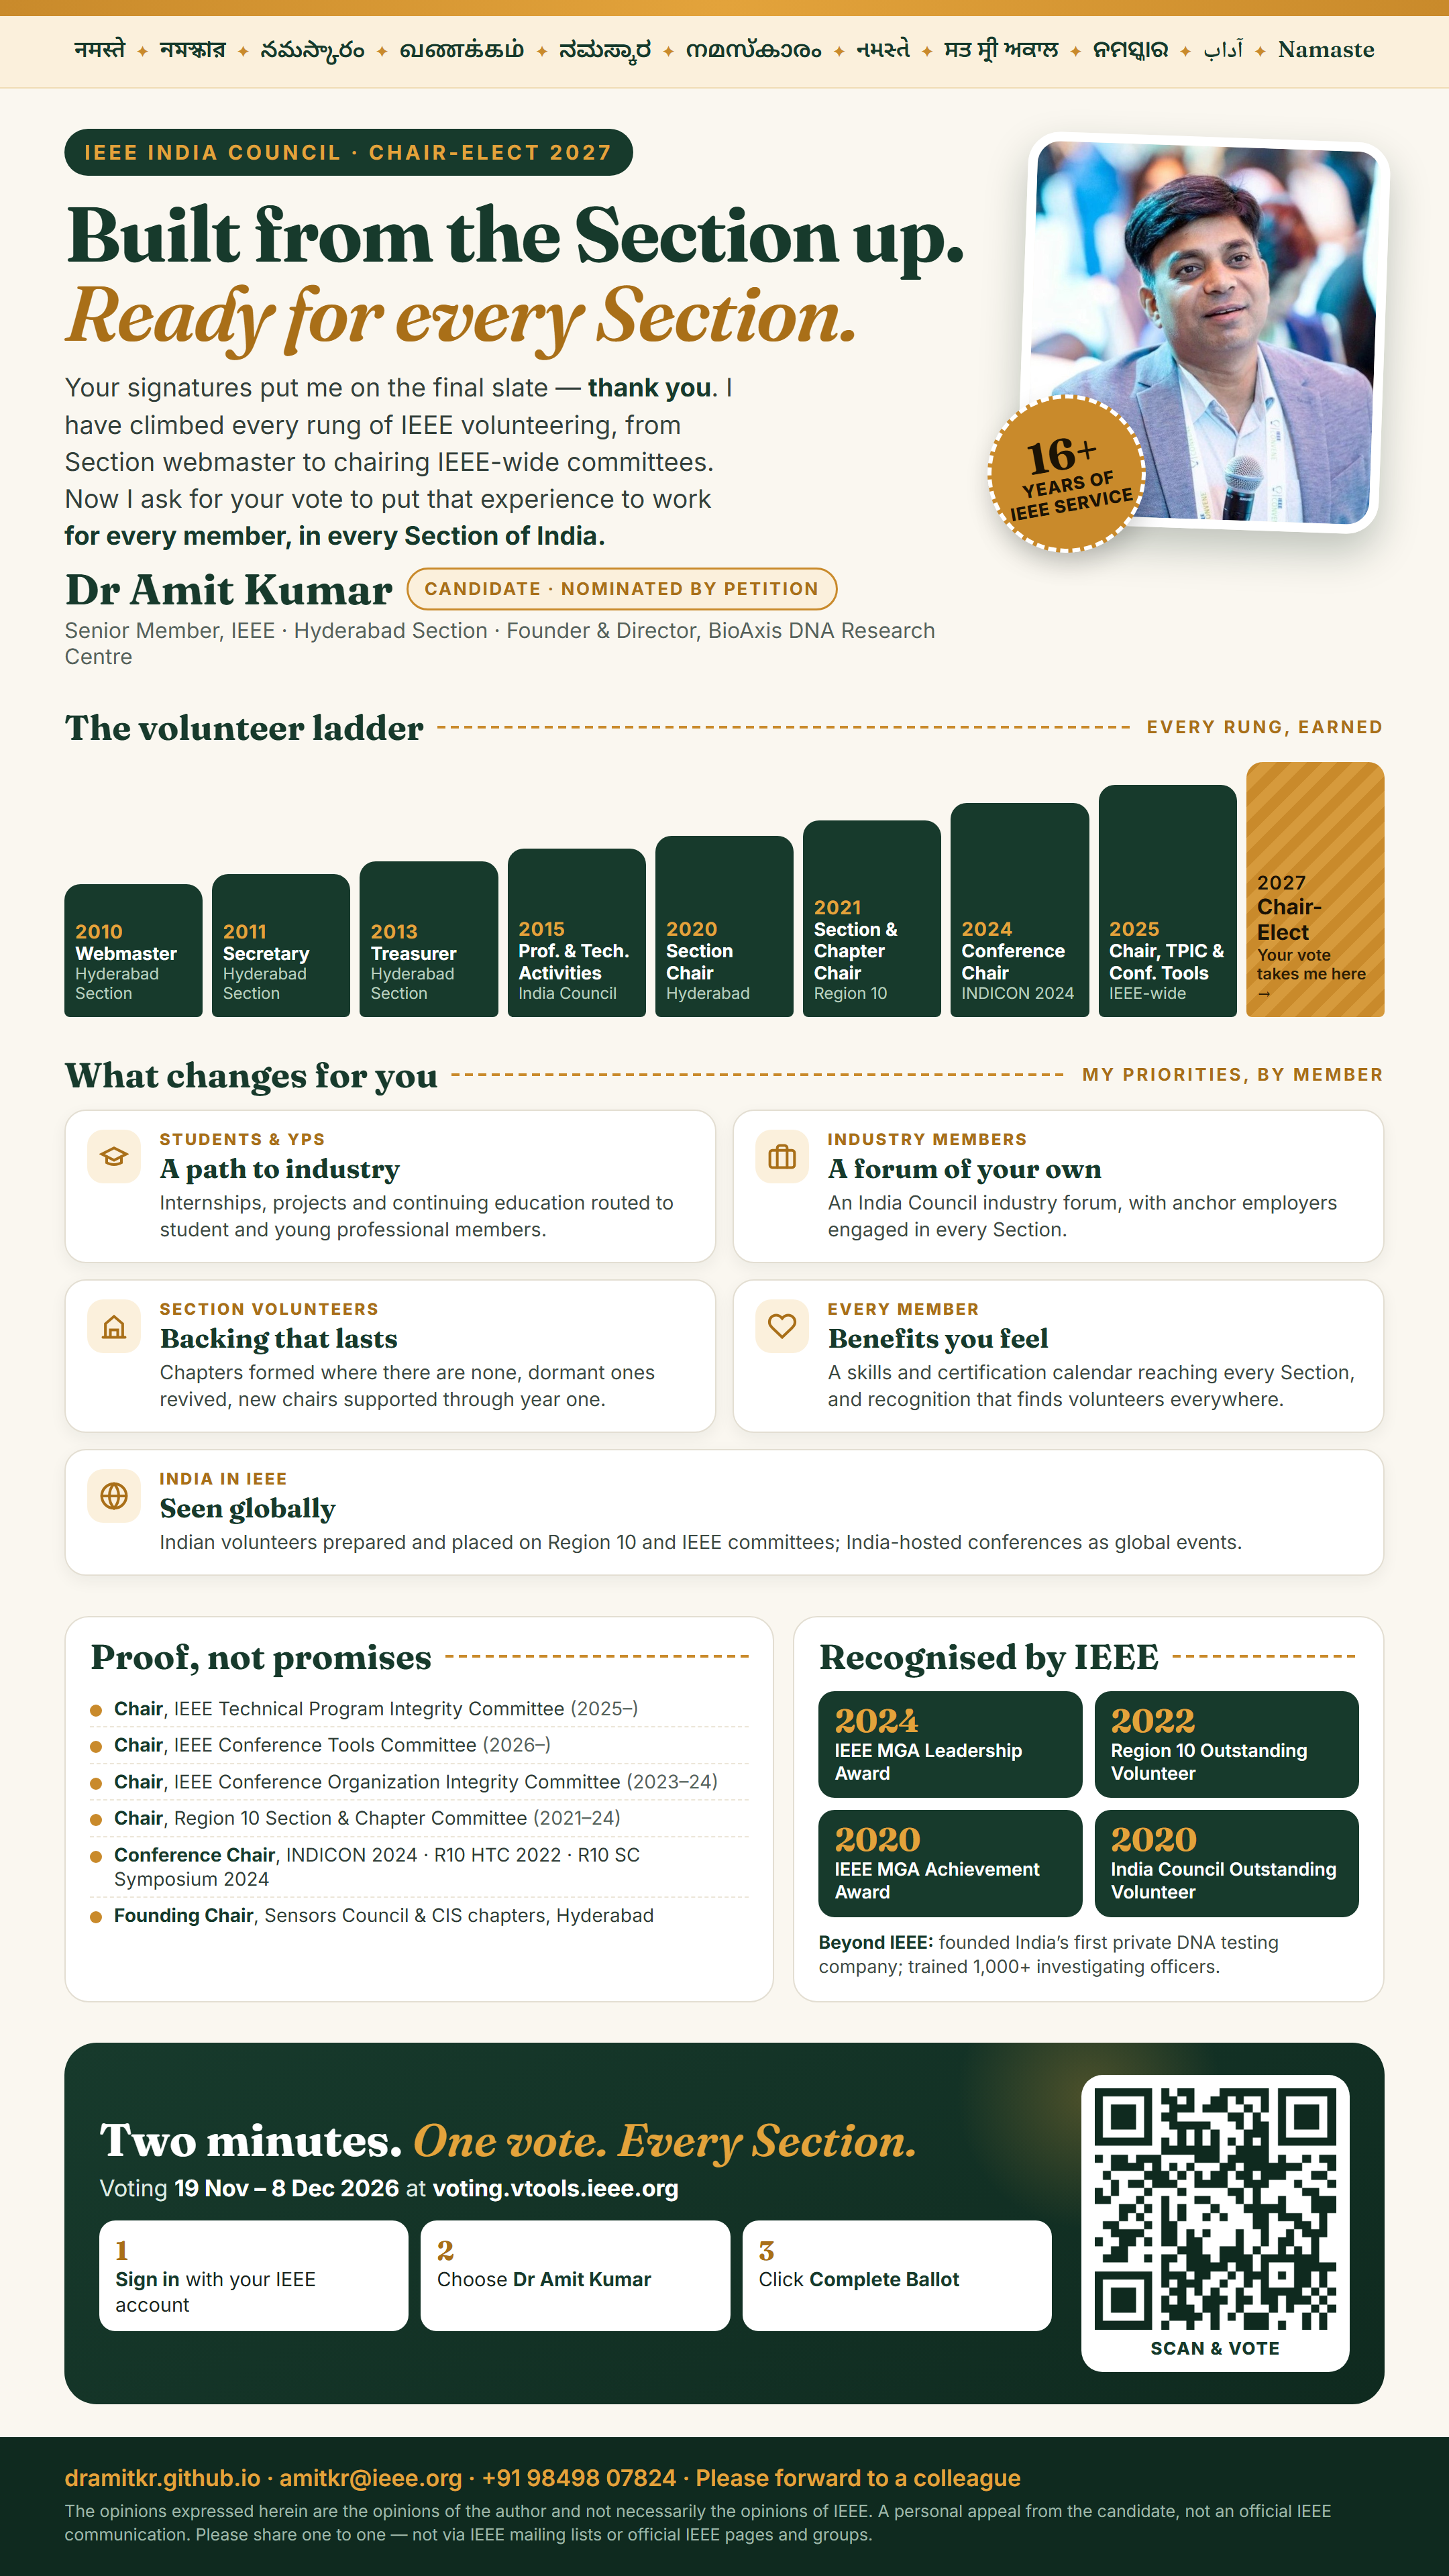 नमस्ते ✦ নমস্কার ✦ నమస్కారం ✦ வணக்கம் ✦ ನಮಸ್ಕಾರ ✦ നമസ്കാരം ✦ નમસ્તે ✦ ਸਤ ਸ੍ਰੀ ਅਕਾਲ ✦ ନମସ୍କାର ✦ آداب ✦ Namaste
IEEE INDIA COUNCIL · CHAIR-ELECT 2027
Built from the Section up.
Ready for every Section.
Your signatures put me on the final slate — thank you. I
have climbed every rung of IEEE volunteering, from
Section webmaster to chairing IEEE-wide committees.
Now I ask for your vote to put that experience to work
for every member, in every Section of India.
16+
YEARS OF
IEEE SERVICE
Dr Amit Kumar
CANDIDATE · NOMINATED BY PETITION
Senior Member, IEEE · Hyderabad Section · Founder & Director, BioAxis DNA Research
Centre
The volunteer ladder
EVERY RUNG, EARNED
2010
Webmaster
Hyderabad
Section
2011
Secretary
Hyderabad
Section
2013
Treasurer
Hyderabad
Section
2015
Prof. & Tech.
Activities
India Council
2020
Section
Chair
Hyderabad
2021
Section &
Chapter
Chair
Region 10
2024
Conference
Chair
INDICON 2024
2025
Chair, TPIC &
Conf. Tools
IEEE-wide
2027
Chair-
Elect
Your vote
takes me here
→
What changes for you
MY PRIORITIES, BY MEMBER
STUDENTS & YPS
A path to industry
Internships, projects and continuing education routed to
student and young professional members.
INDUSTRY MEMBERS
A forum of your own
An India Council industry forum, with anchor employers
engaged in every Section.
SECTION VOLUNTEERS
Backing that lasts
Chapters formed where there are none, dormant ones
revived, new chairs supported through year one.
EVERY MEMBER
Benefits you feel
A skills and certification calendar reaching every Section,
and recognition that finds volunteers everywhere.
INDIA IN IEEE
Seen globally
Indian volunteers prepared and placed on Region 10 and IEEE committees; India-hosted conferences as global events.
Proof, not promises
Chair, IEEE Technical Program Integrity Committee (2025–)
Chair, IEEE Conference Tools Committee (2026–)
Chair, IEEE Conference Organization Integrity Committee (2023–24)
Chair, Region 10 Section & Chapter Committee (2021–24)
Conference Chair, INDICON 2024 · R10 HTC 2022 · R10 SC
Symposium 2024
Founding Chair, Sensors Council & CIS chapters, Hyderabad
Recognised by IEEE
2024
IEEE MGA Leadership
Award
2022
Region 10 Outstanding
Volunteer
2020
IEEE MGA Achievement
Award
2020
India Council Outstanding
Volunteer
Beyond IEEE: founded India’s first private DNA testing
company; trained 1,000+ investigating officers.
Two minutes. One vote. Every Section.
Voting 19 Nov – 8 Dec 2026 at voting.vtools.ieee.org
1
Sign in with your IEEE
account
2
Choose Dr Amit Kumar
3
Click Complete Ballot
SCAN & VOTE
dramitkr.github.io · amitkr@ieee.org · +91 98498 07824 · Please forward to a colleague
The opinions expressed herein are the opinions of the author and not necessarily the opinions of IEEE. A personal appeal from the candidate, not an official IEEE
communication. Please share one to one — not via IEEE mailing lists or official IEEE pages and groups.